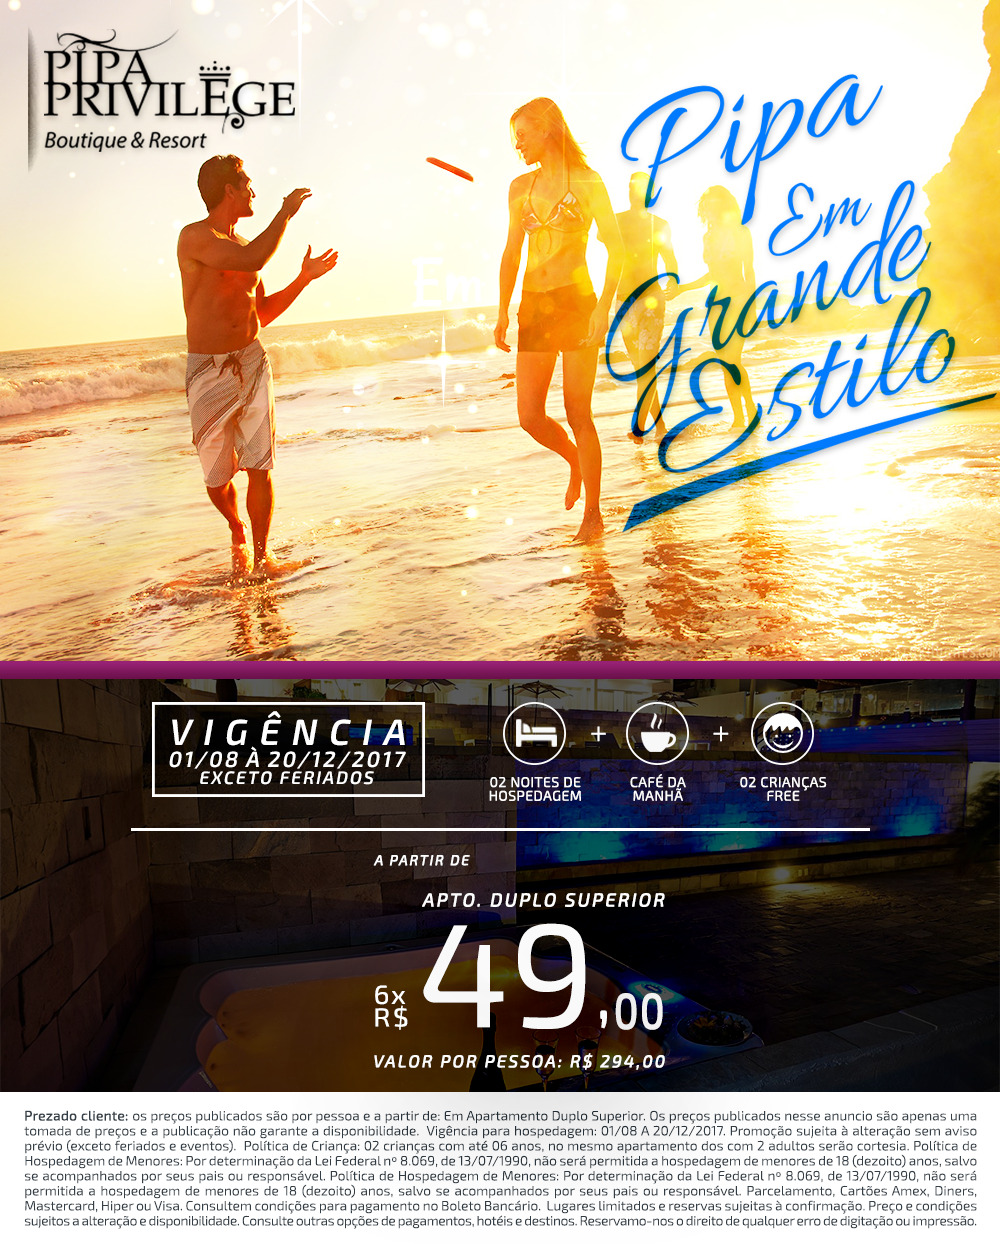 PIPA
PRIVILÈGE
Boutique & Resort
Pipa
Em
Grande
Estilo
Em
VIGÊNCIA
01/08 À 20/12/2017
EXCETO FERIADOS
02 NOITES DE
HOSPEDAGEM
+
CAFÉ DA
MANHÃ
+
02 CRIANÇAS
FREE
A PARTIR DE
APTO. DUPLO SUPERIOR
6x
R$
49,00
VALOR POR PESSOA: R$ 294,00
Prezado cliente: os preços publicados são por pessoa e a partir de: Em Apartamento Duplo Superior. Os preços publicados nesse anuncio são apenas uma
tomada de preços e a publicação não garante a disponibilidade. Vigência para hospedagem: 01/08 A 20/12/2017. Promoção sujeita à alteração sem aviso
prévio (exceto feriados e eventos). Política de Criança: 02 crianças com até 06 anos, no mesmo apartamento dos com 2 adultos serão cortesia. Política de
Hospedagem de Menores: Por determinação da Lei Federal nº 8.069, de 13/07/1990, não será permitida a hospedagem de menores de 18 (dezoito) anos, salvo
se acompanhados por seus pais ou responsável. Política de Hospedagem de Menores: Por determinação da Lei Federal nº 8.069, de 13/07/1990, não será
permitida a hospedagem de menores de 18 (dezoito) anos, salvo se acompanhados por seus pais ou responsável. Parcelamento, Cartões Amex, Diners,
Mastercard, Hiper ou Visa. Consultem condições para pagamento no Boleto Bancário. Lugares limitados e reservas sujeitas à confirmação. Preço e condições
sujeitos a alteração e disponibilidade. Consulte outras opções de pagamentos, hotéis e destinos. Reservamo-nos o direito de qualquer erro de digitação ou impressão.